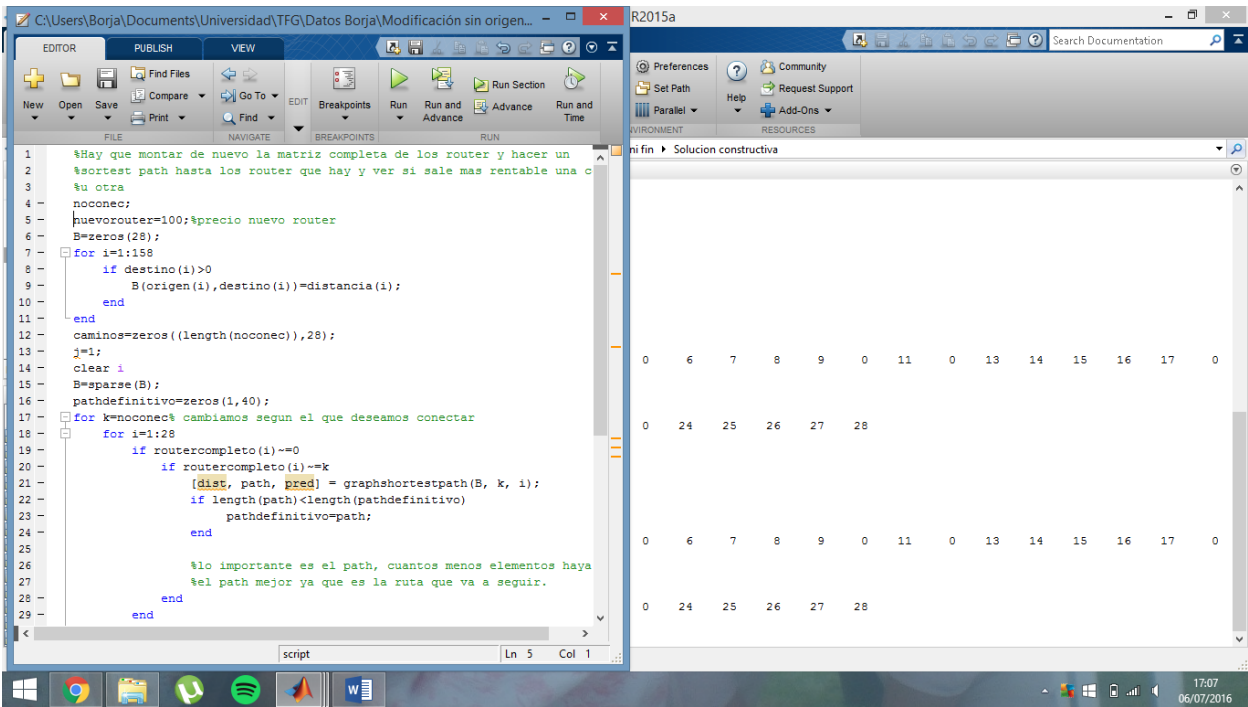 C:\Users\Borja\Documents\Universidad\TFG\Datos Borja\Modificación sin origen...
R2015a
EDITOR PUBLISH VIEW
Search Documentation
New Open Save
Find Files
Compare
Print
Go To
Find
EDIT
Breakpoints
Run
Run and Advance
Run Section
Advance
Run and Time
FILE NAVIGATE BREAKPOINTS RUN
Preferences
Set Path
Parallel
Help
Community
Request Support
Add-Ons
VIRONMENT RESOURCES
ni fin Solucion constructiva
1 %Hay que montar de nuevo la matriz completa de los router y hacer un
2 %sortest path hasta los router que hay y ver si sale mas rentable una c
3 %u otra
4 noconec;
5 nuevorouter=100;%precio nuevo router
6 B=zeros(28);
7 for i=1:158
8 if destino(i)>0
9 B(origen(i),destino(i))=distancia(i);
10 end
11 end
12 caminos=zeros((length(noconec)),28);
13 j=1;
14 clear i
15 B=sparse(B);
16 pathdefinitivo=zeros(1,40);
17 for k=noconec% cambiamos segun el que deseamos conectar
18 for i=1:28
19 if routercompleto(i)~=0
20 if routercompleto(i)~=k
21 [dist, path, pred] = graphshortestpath(B, k, i);
22 if length(path)<length(pathdefinitivo)
23 pathdefinitivo=path;
24 end
25
26 %lo importante es el path, cuantos menos elementos haya
27 %el path mejor ya que es la ruta que va a seguir.
28 end
29 end
script Ln 5 Col 1
0 6 7 8 9 0 11 0 13 14 15 16 17 0
0 24 25 26 27 28
0 6 7 8 9 0 11 0 13 14 15 16 17 0
0 24 25 26 27 28
17:07
06/07/2016